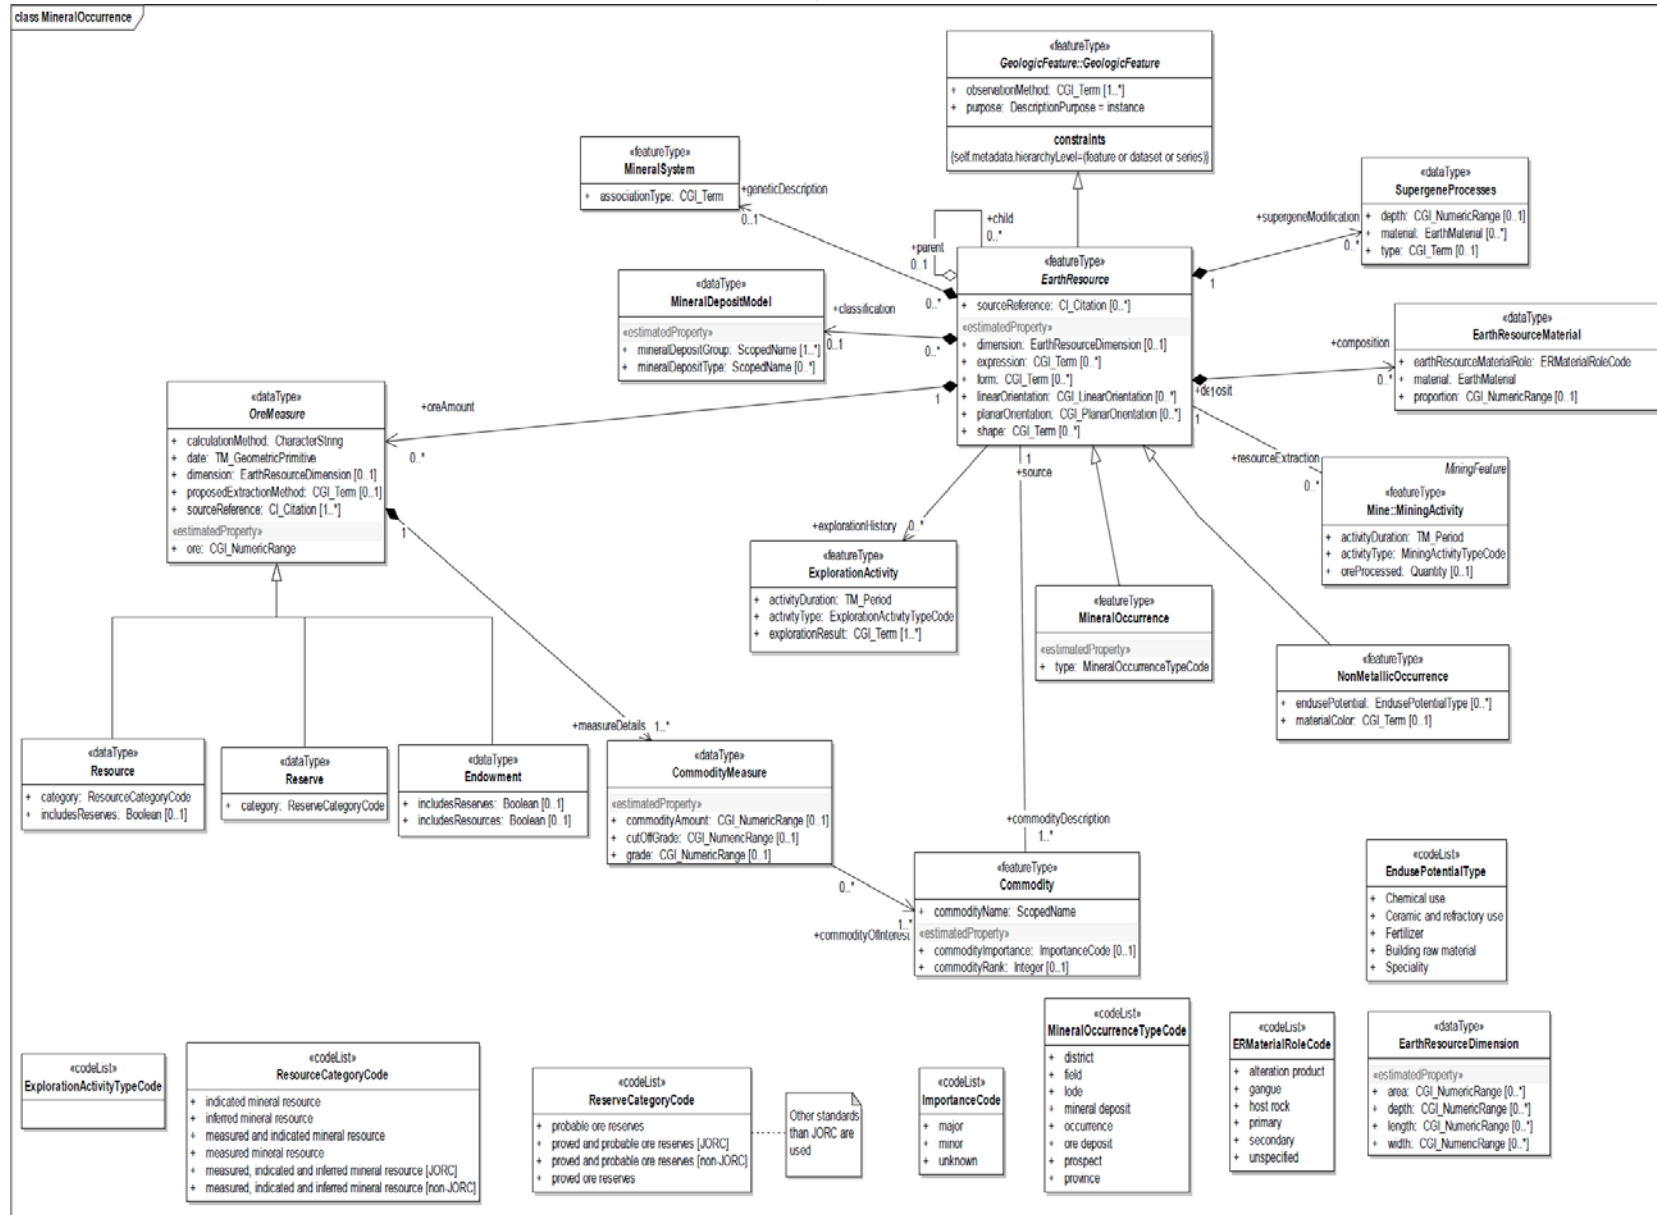 class MineralOccurrence
«featureType»
GeologicFeature::GeologicFeature
+ observationMethod: CGI_Term [1..*]
+ purpose: DescriptionPurpose = instance
constraints
{self.metadata.hierarchyLevel=(feature or dataset or series)}
«featureType»
MineralSystem
+ associationType: CGI_Term
+geneticDescription
0..1
0..*
+child
0..*
+parent
0..1
«dataType»
SupergeneProcesses
+ depth: CGI_NumericRange [0..1]
+ material: EarthMaterial [0..*]
+ type: CGI_Term [0..1]
+supergeneModification
0..*
1
«featureType»
EarthResource
+ sourceReference: CI_Citation [0..*]
«estimatedProperty»
+ dimension: EarthResourceDimension [0..1]
+ expression: CGI_Term [0..*]
+ form: CGI_Term [0..*]
+ linearOrientation: CGI_LinearOrientation [0..*]
+ planarOrientation: CGI_PlanarOrientation [0..*]
+ shape: CGI_Term [0..*]
«dataType»
MineralDepositModel
«estimatedProperty»
+ mineralDepositGroup: ScopedName [1..*]
+ mineralDepositType: ScopedName [0..*]
+classification
0..1
0..*
«dataType»
EarthResourceMaterial
+ earthResourceMaterialRole: ERMaterialRoleCode
+ material: EarthMaterial
+ proportion: CGI_NumericRange [0..1]
+composition
0..*
1
+deposit
1
+resourceExtraction
0..*
MiningFeature
«featureType»
Mine::MiningActivity
+ activityDuration: TM_Period
+ activityType: MiningActivityTypeCode
+ oreProcessed: Quantity [0..1]
«dataType»
OreMeasure
+ calculationMethod: CharacterString
+ date: TM_GeometricPrimitive
+ dimension: EarthResourceDimension [0..1]
+ proposedExtractionMethod: CGI_Term [0..1]
+ sourceReference: CI_Citation [1..*]
«estimatedProperty»
+ ore: CGI_NumericRange
+oreAmount
0..*
1
1
1
+source
+explorationHistory
0..*
«featureType»
ExplorationActivity
+ activityDuration: TM_Period
+ activityType: ExplorationActivityTypeCode
+ explorationResult: CGI_Term [1..*]
«featureType»
MineralOccurrence
«estimatedProperty»
+ type: MineralOccurrenceTypeCode
«featureType»
NonMetallicOccurrence
+ endusePotential: EndusePotentialType [0..*]
+ materialColor: CGI_Term [0..1]
«dataType»
Resource
+ category: ResourceCategoryCode
+ includesReserves: Boolean [0..1]
«dataType»
Reserve
+ category: ReserveCategoryCode
«dataType»
Endowment
+ includesReserves: Boolean [0..1]
+ includesResources: Boolean [0..1]
+measureDetails
1..*
«dataType»
CommodityMeasure
«estimatedProperty»
+ commodityAmount: CGI_NumericRange [0..1]
+ cutOffGrade: CGI_NumericRange [0..1]
+ grade: CGI_NumericRange [0..1]
+commodityDescription
1..*
0..*
1..*
+commodityOfInterest
«featureType»
Commodity
+ commodityName: ScopedName
«estimatedProperty»
+ commodityImportance: ImportanceCode [0..1]
+ commodityRank: Integer [0..1]
«codeList»
EndusePotentialType
+ Chemical use
+ Ceramic and refractory use
+ Fertilizer
+ Building raw material
+ Speciality
«codeList»
ExplorationActivityTypeCode
«codeList»
ResourceCategoryCode
+ indicated mineral resource
+ inferred mineral resource
+ measured and indicated mineral resource
+ measured mineral resource
+ measured, indicated and inferred mineral resource [JORC]
+ measured, indicated and inferred mineral resource [non-JORC]
«codeList»
ReserveCategoryCode
+ probable ore reserves
+ proved and probable ore reserves [JORC]
+ proved and probable ore reserves [non-JORC]
+ proved ore reserves
Other standards
than JORC are
used
«codeList»
ImportanceCode
+ major
+ minor
+ unknown
«codeList»
MineralOccurrenceTypeCode
+ district
+ field
+ lode
+ mineral deposit
+ occurrence
+ ore deposit
+ prospect
+ province
«codeList»
ERMaterialRoleCode
+ alteration product
+ gangue
+ host rock
+ primary
+ secondary
+ unspecified
«dataType»
EarthResourceDimension
«estimatedProperty»
+ area: CGI_NumericRange [0..*]
+ depth: CGI_NumericRange [0..*]
+ length: CGI_NumericRange [0..*]
+ width: CGI_NumericRange [0..*]